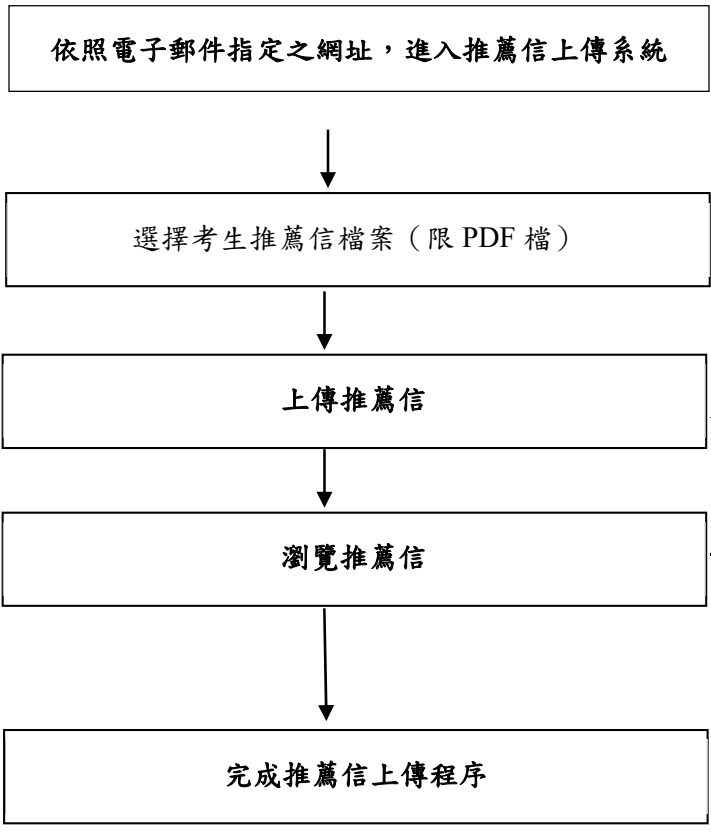 依照電子郵件指定之網址，進入推薦信上傳系統
選擇考生推薦信檔案（限 PDF 檔）
上傳推薦信
瀏覽推薦信
完成推薦信上傳程序